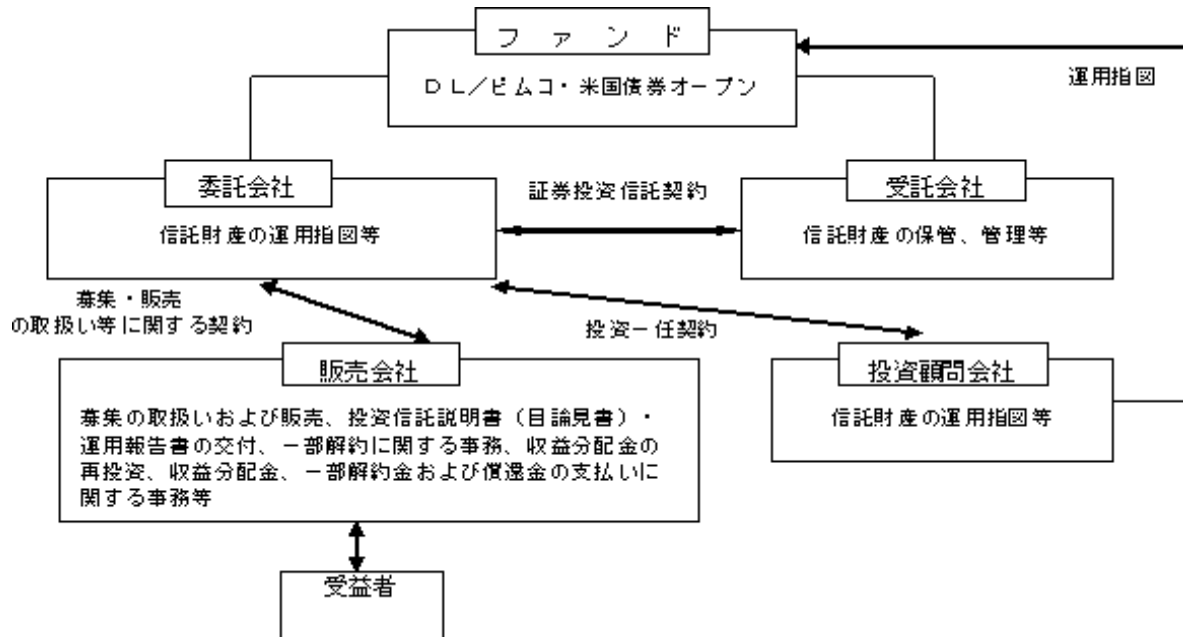 ファンド
DL／ピムコ・米国債券オープン
運用指図
委託会社
信託財産の運用指図等
証券投資信託契約
受託会社
信託財産の保管、管理等
募集・販売
の取扱い等に関する契約
投資一任契約
販売会社
募集の取扱いおよび販売、投資信託説明書（目論見書）・
運用報告書の交付、一部解約に関する事務、収益分配金の
再投資、収益分配金、一部解約金および償還金の支払いに
関する事務等
投資顧問会社
信託財産の運用指図等
受益者